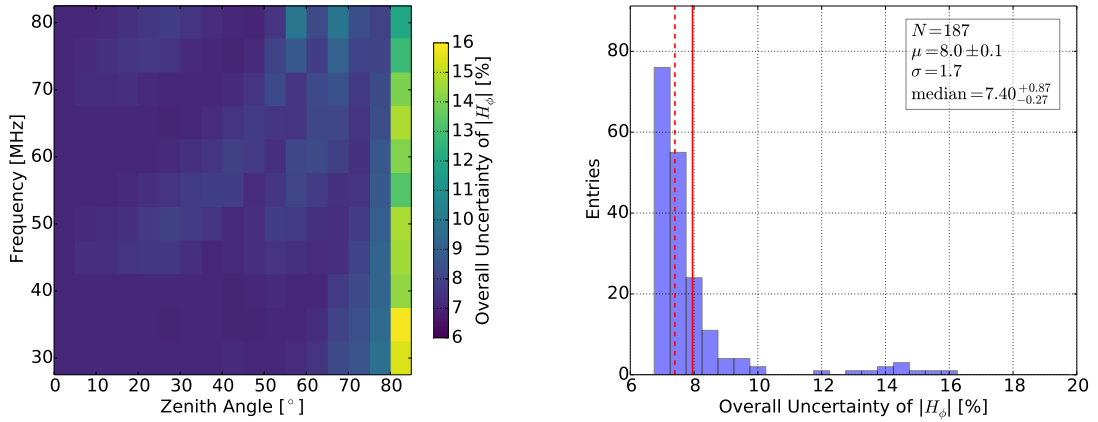 80
70
60
50
40
30
Frequency [MHz]
0 10 20 30 40 50 60 70 80
Zenith Angle [°]
16
15
14
13
12
11
10
9
8
7
6
Overall Uncertainty of |H_ϕ| [%]
80
60
40
20
0
Entries
6 8 10 12 14 16 18 20
Overall Uncertainty of |H_ϕ| [%]
N=187
μ=8.0±0.1
σ=1.7
median=7.40^{+0.87}_{−0.27}